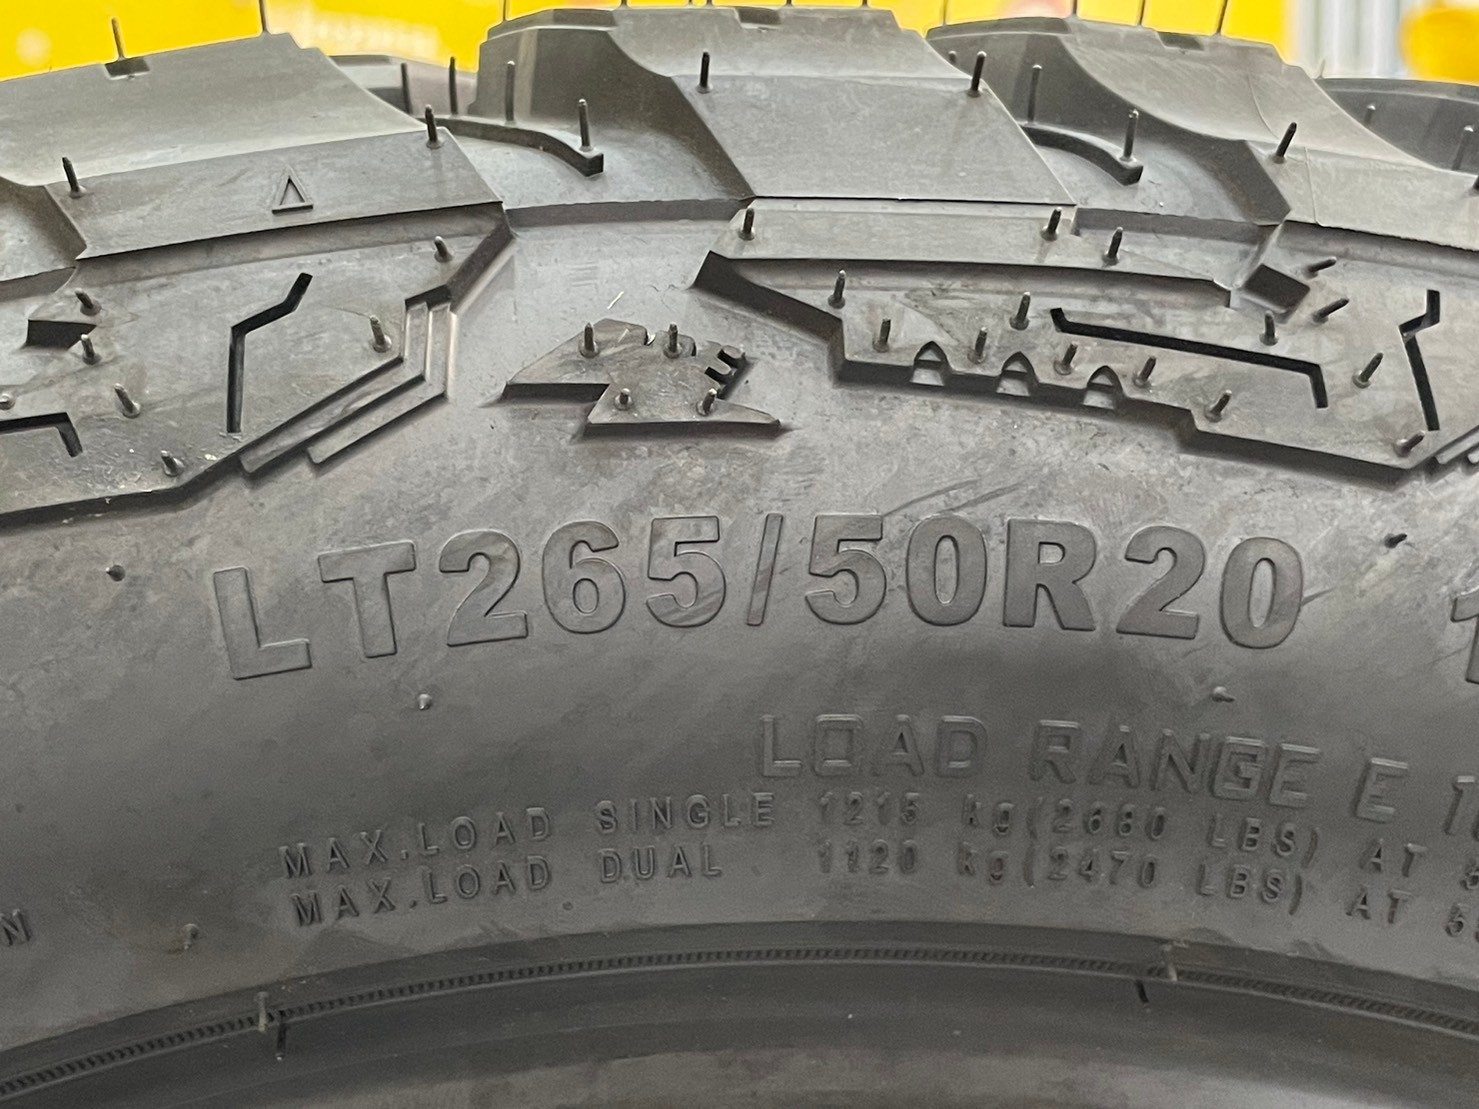 LT265/50R20
LOAD RANGE E
MAX.LOAD SINGLE 1215 kg(2680 LBS) AT
MAX.LOAD DUAL 1120 kg(2470 LBS) AT